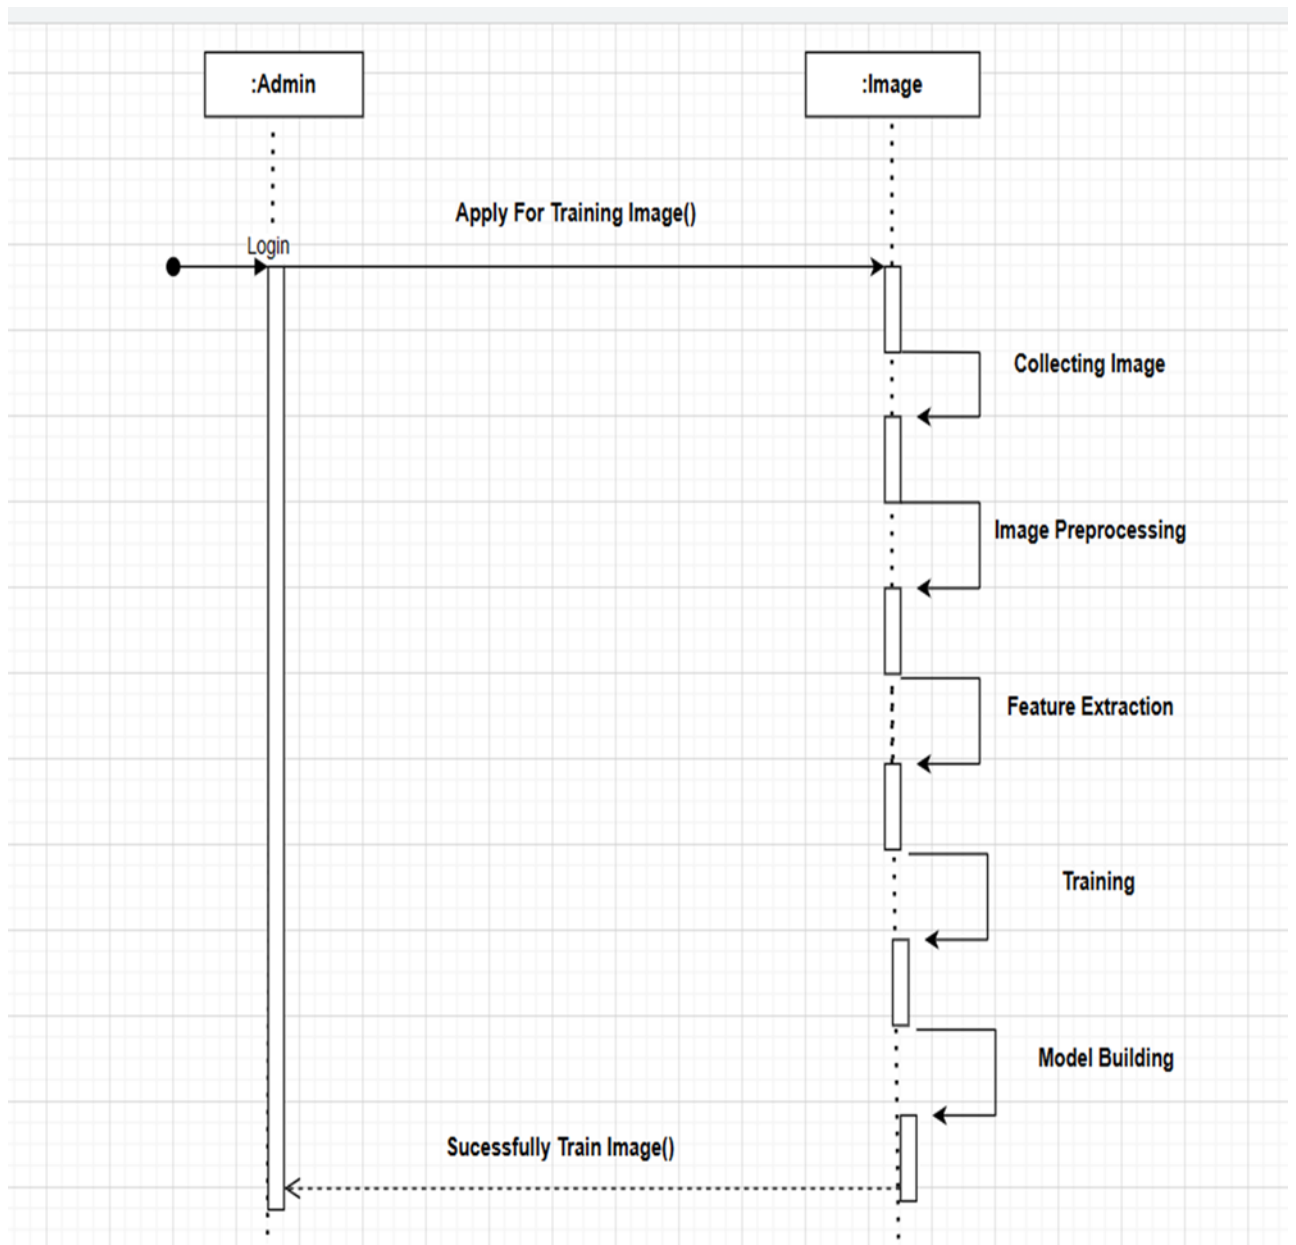 :Admin
:Image
Apply For Training Image()
Login
Collecting Image
Image Preprocessing
Feature Extraction
Training
Model Building
Sucessfully Train Image()